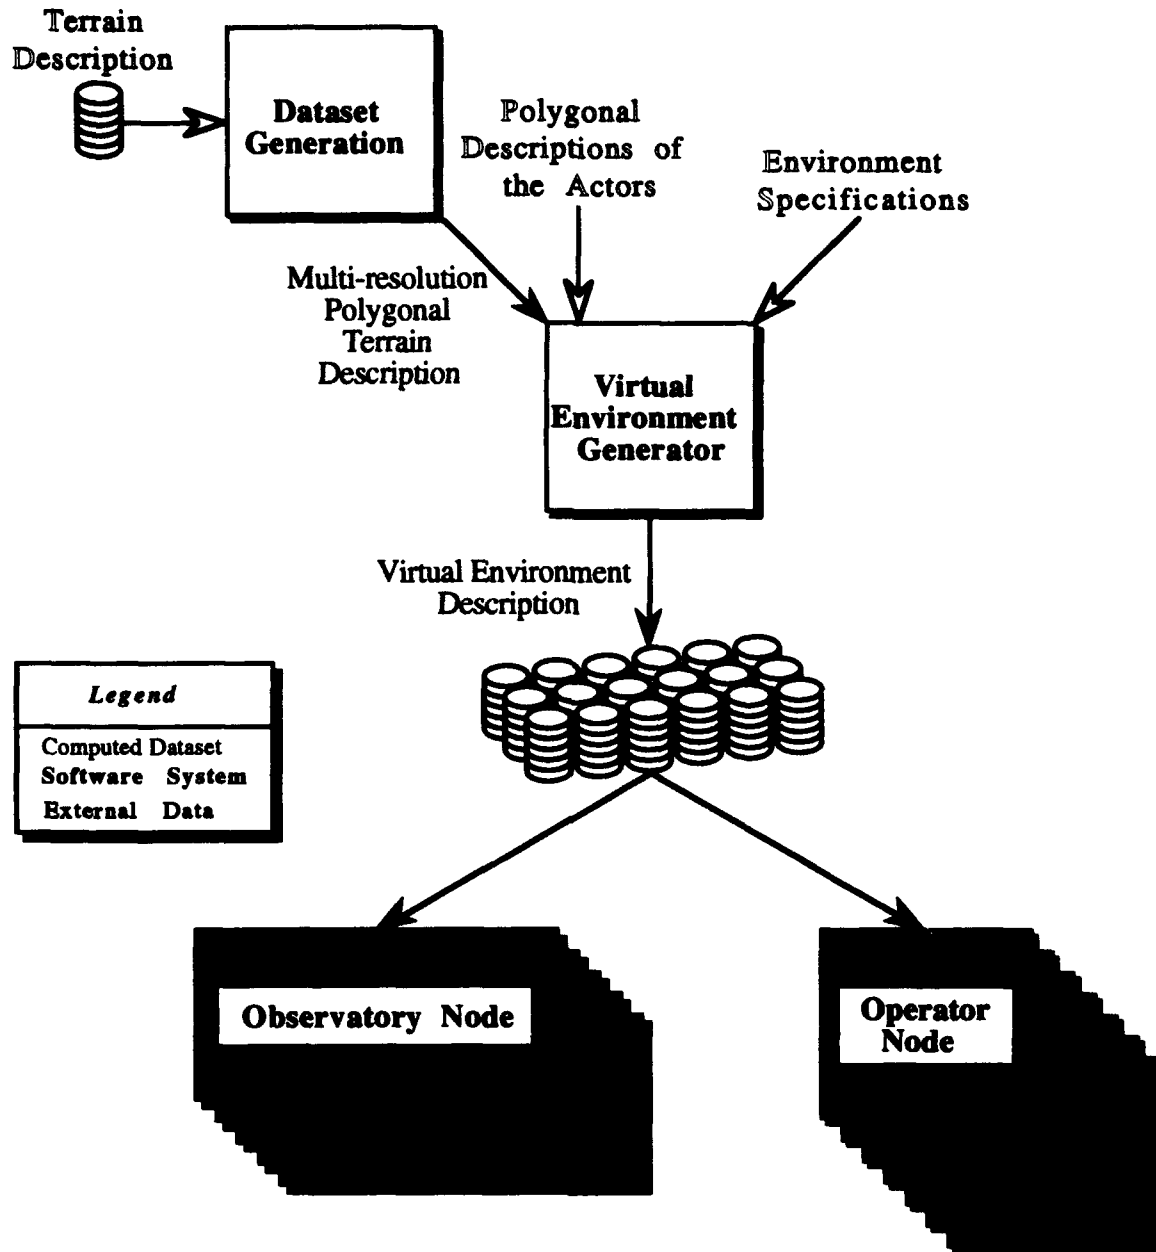 Terrain
Description
Dataset
Generation
Polygonal
Descriptions of
the Actors
Environment
Specifications
Multi-resolution
Polygonal
Terrain
Description
Virtual
Environment
Generator
Virtual Environment
Description
Legend
Computed Dataset
Software System
External Data
Observatory Node
Operator
Node